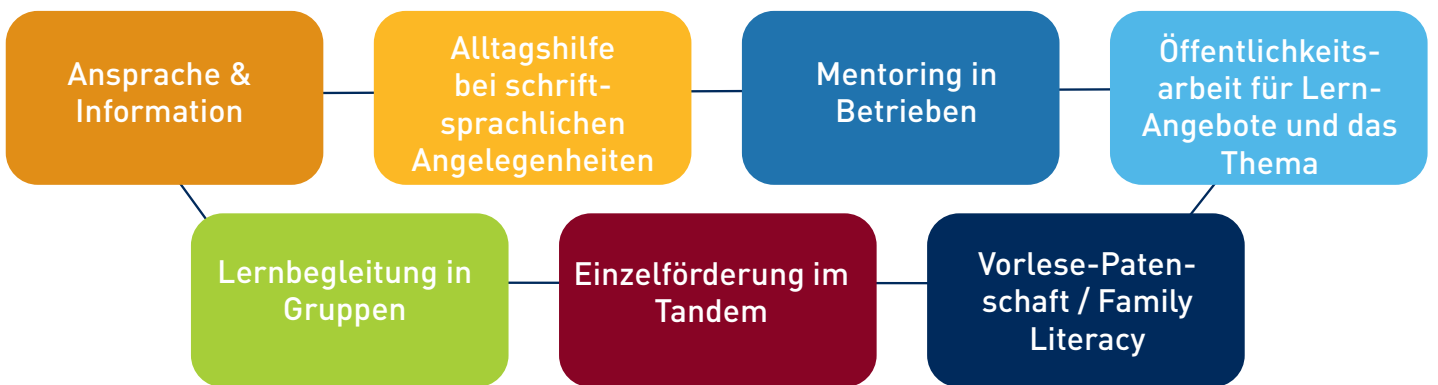 Ansprache &
Information
Alltagshilfe
bei schrift-
sprachlichen
Angelegenheiten
Mentoring in
Betrieben
Öffentlichkeits-
arbeit für Lern-
Angebote und das
Thema
Lernbegleitung in
Gruppen
Einzelförderung im
Tandem
Vorlese-Paten-
schaft / Family
Literacy